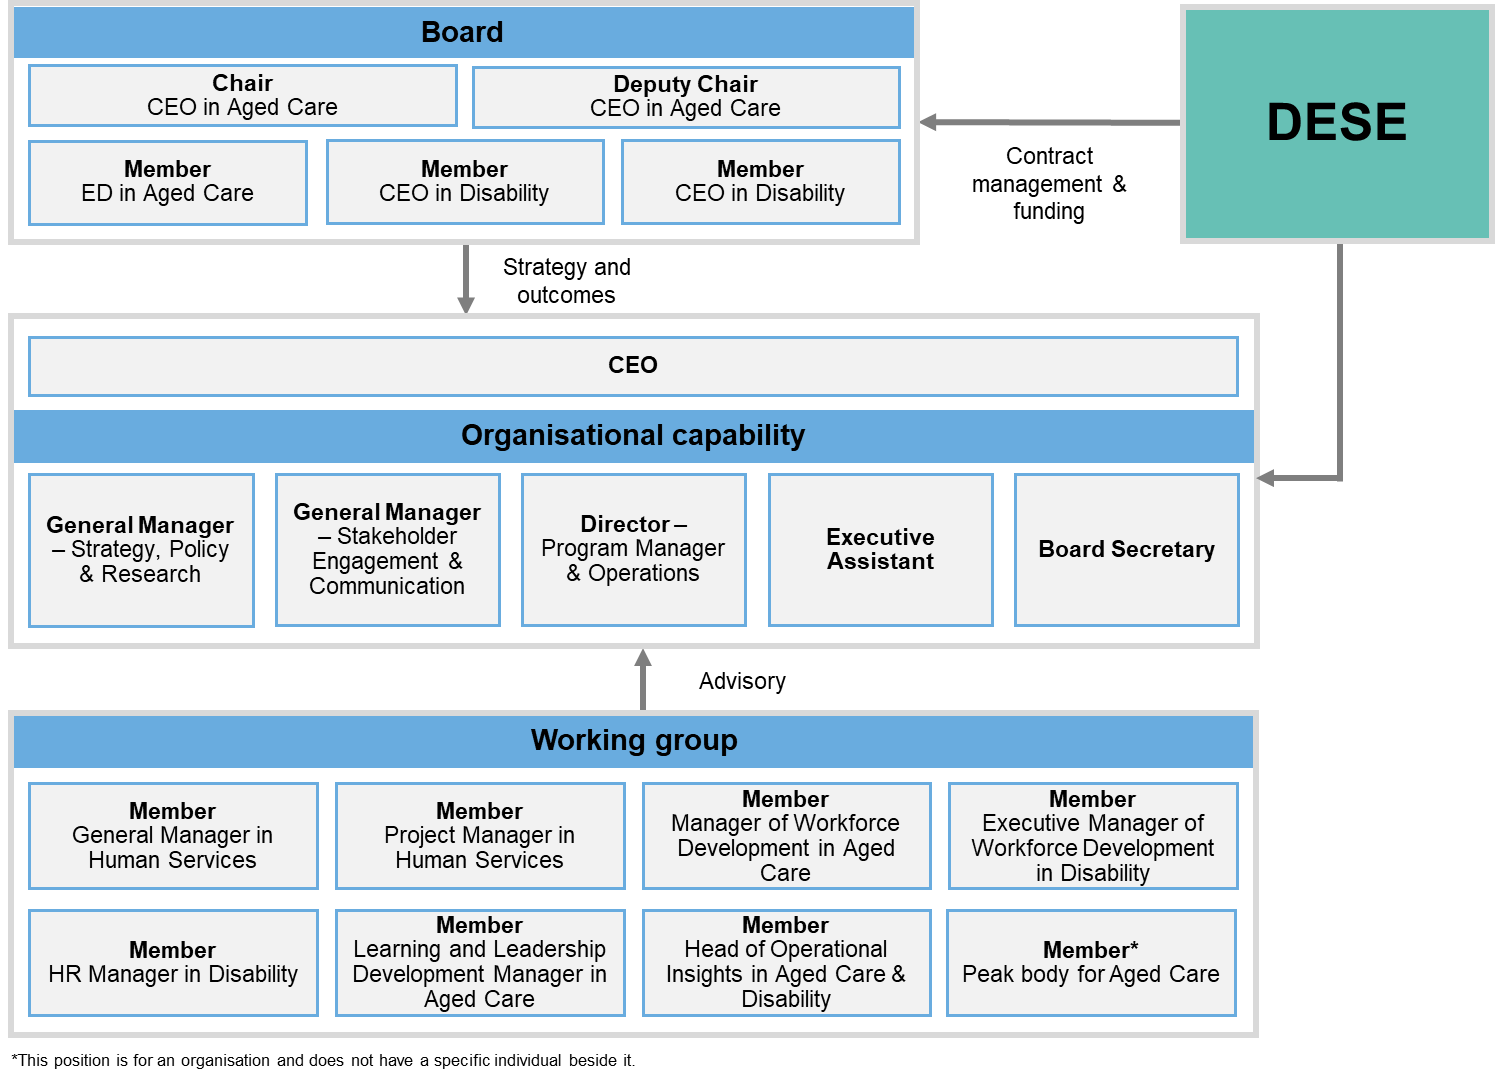 Board
Chair
CEO in Aged Care
Deputy Chair
CEO in Aged Care
Member
ED in Aged Care
Member
CEO in Disability
Member
CEO in Disability
DESE
Contract
management &
funding
Strategy and
outcomes
CEO
Organisational capability
General Manager
– Strategy, Policy
& Research
General Manager
– Stakeholder
Engagement &
Communication
Director –
Program Manager
& Operations
Executive
Assistant
Board Secretary
Advisory
Working group
Member
General Manager in
Human Services
Member
Project Manager in
Human Services
Member
Manager of Workforce
Development in Aged
Care
Member
Executive Manager of
Workforce Development
in Disability
Member
HR Manager in Disability
Member
Learning and Leadership
Development Manager in
Aged Care
Member
Head of Operational
Insights in Aged Care &
Disability
Member*
Peak body for Aged Care
*This position is for an organisation and does not have a specific individual beside it.